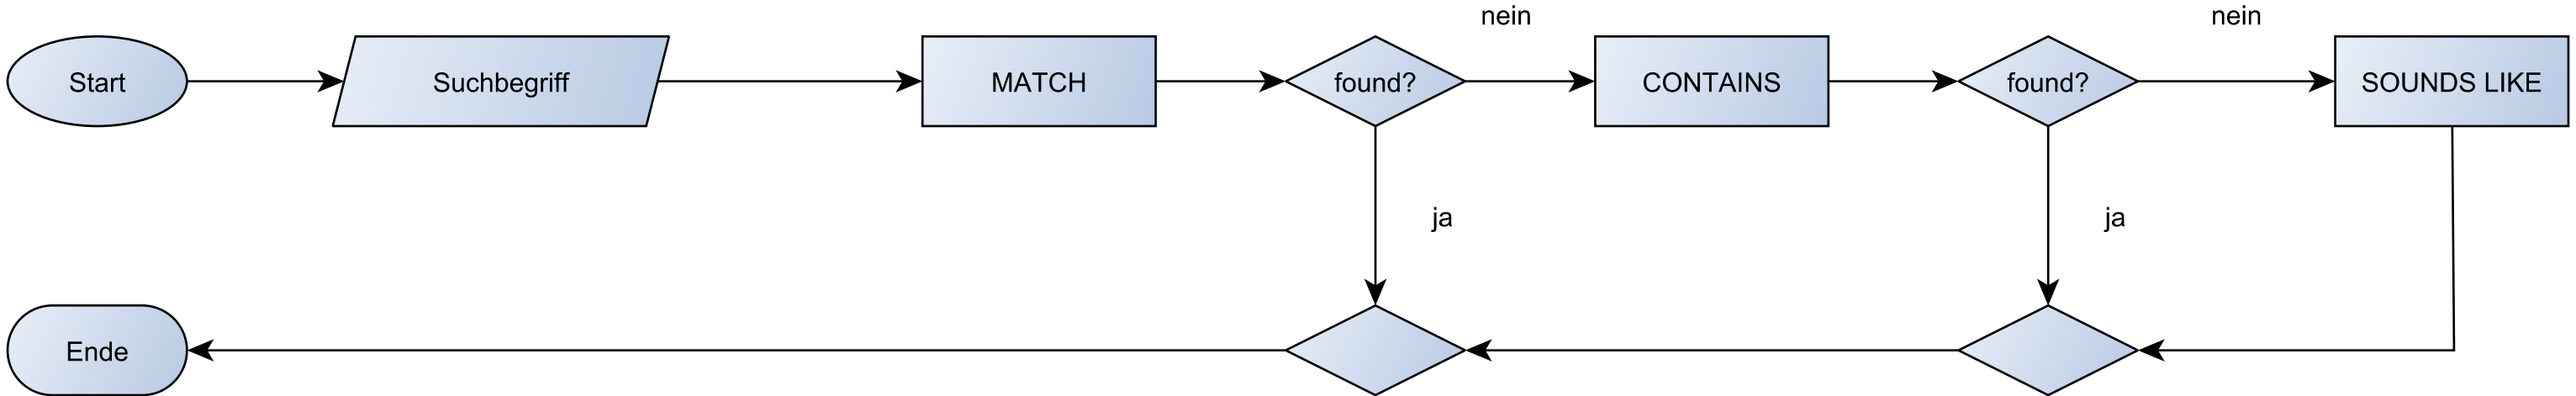 nein
nein
Start
Suchbegriff
MATCH
found?
CONTAINS
found?
SOUNDS LIKE
ja
ja
Ende